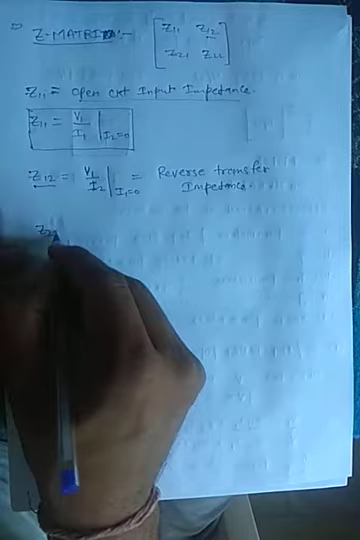 Z-MATRIX :- [ Z11 Z12
Z21 Z22 ]
Z11 = Open ckt Input Impedance.
Z11 = V1/I1 | I2=0
Z12 = V1/I2 | I1=0 = Reverse transfer
Impedance.